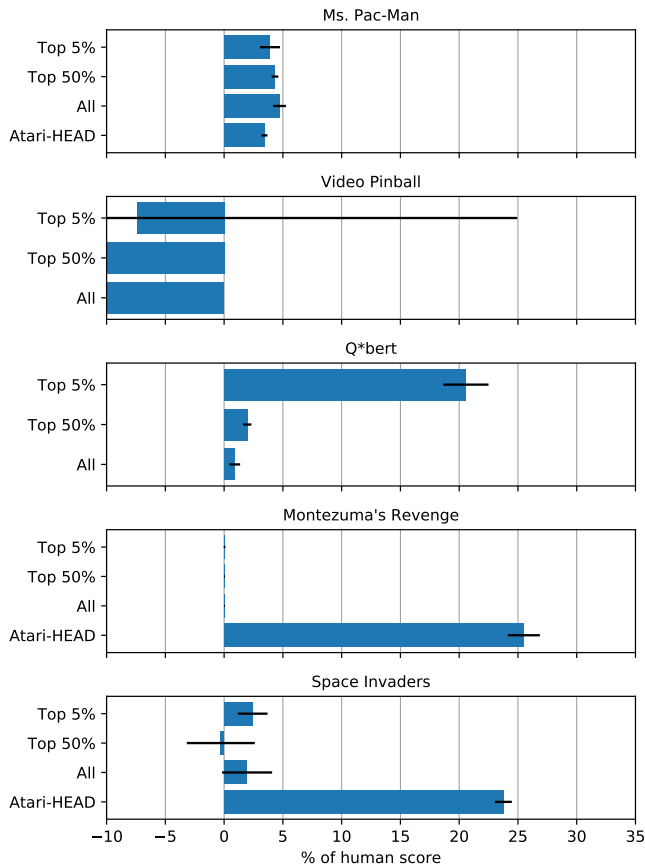 Ms. Pac-Man
Top 5%
Top 50%
All
Atari-HEAD
Video Pinball
Top 5%
Top 50%
All
Q*bert
Top 5%
Top 50%
All
Montezuma's Revenge
Top 5%
Top 50%
All
Atari-HEAD
Space Invaders
Top 5%
Top 50%
All
Atari-HEAD
−10 −5 0 5 10 15 20 25 30 35
% of human score